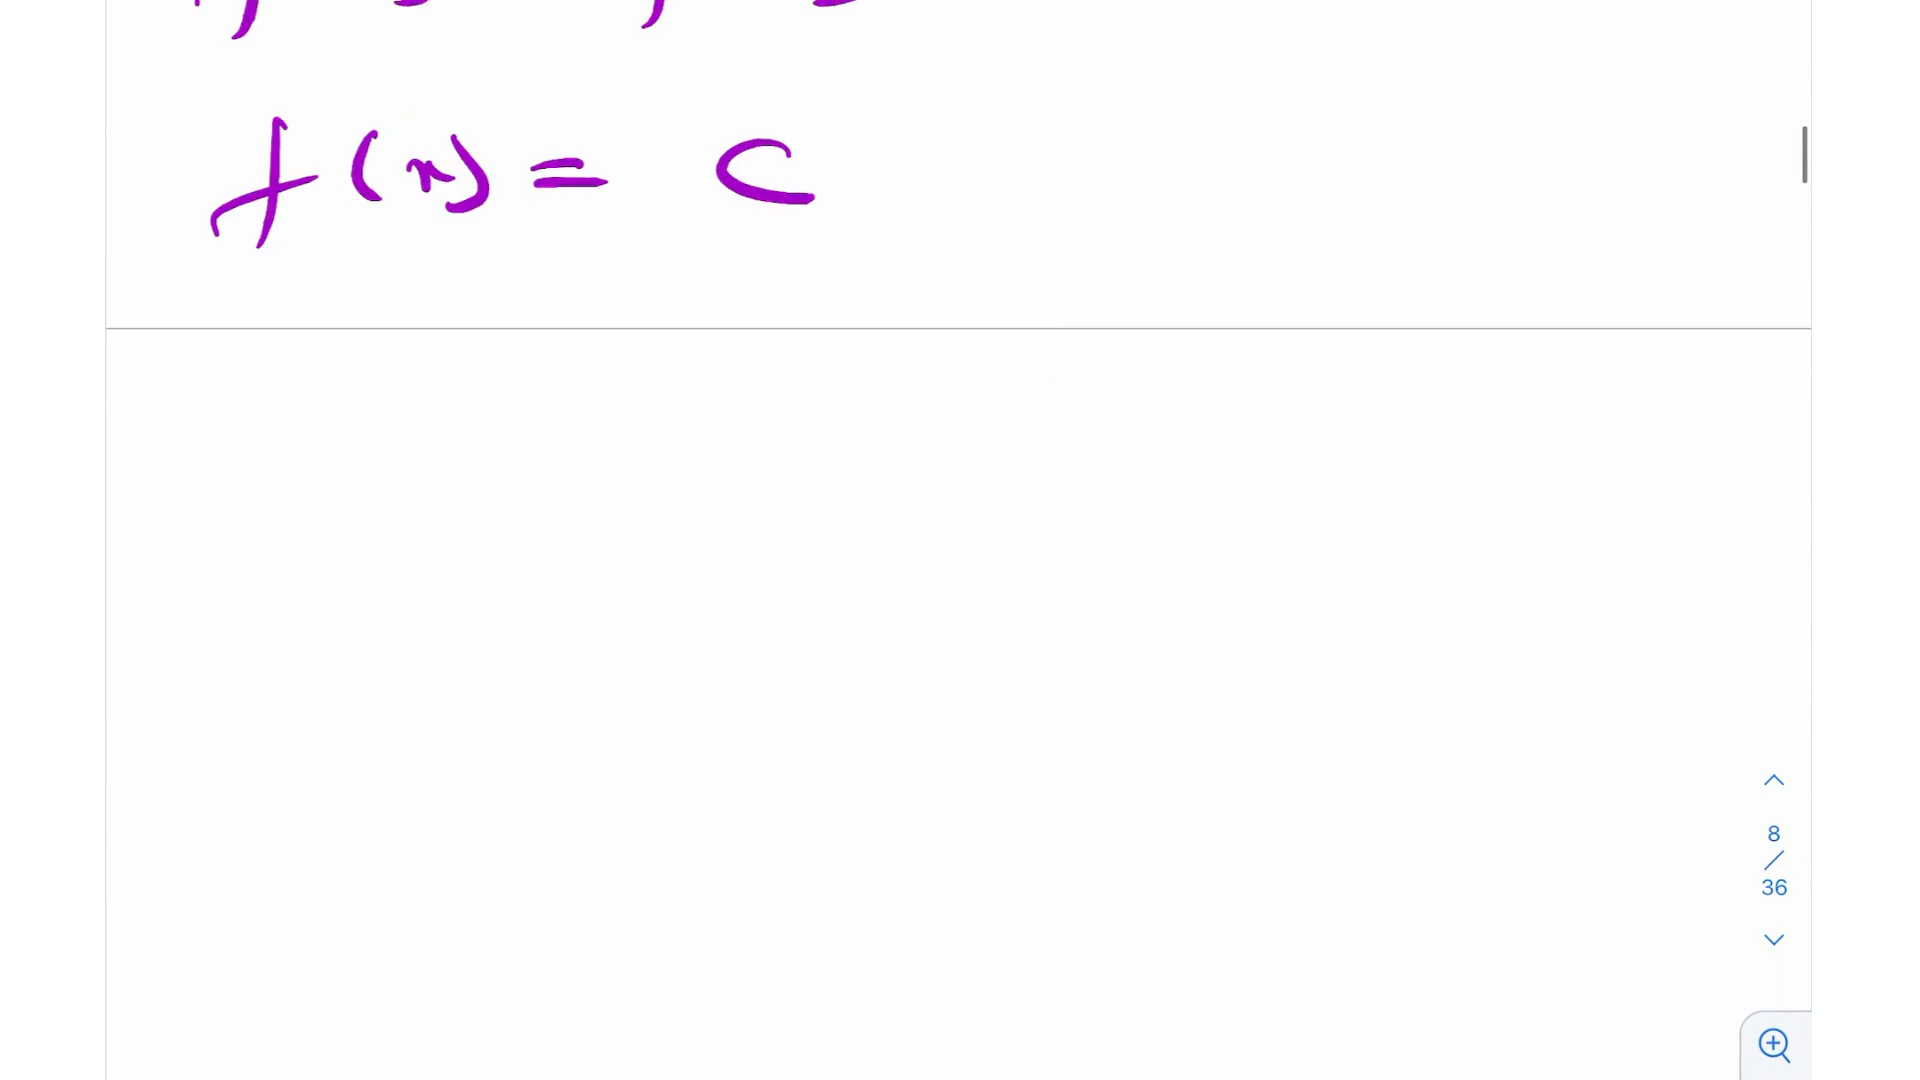 f(x) = C
8
/
36